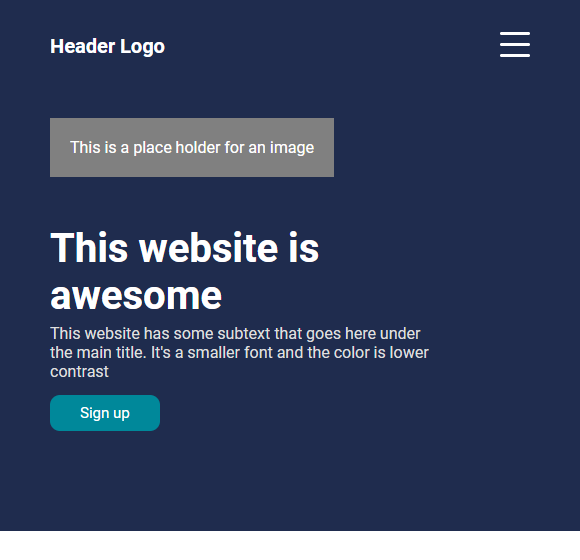 Header Logo
This is a place holder for an image
This website is
awesome
This website has some subtext that goes here under
the main title. It's a smaller font and the color is lower
contrast
Sign up